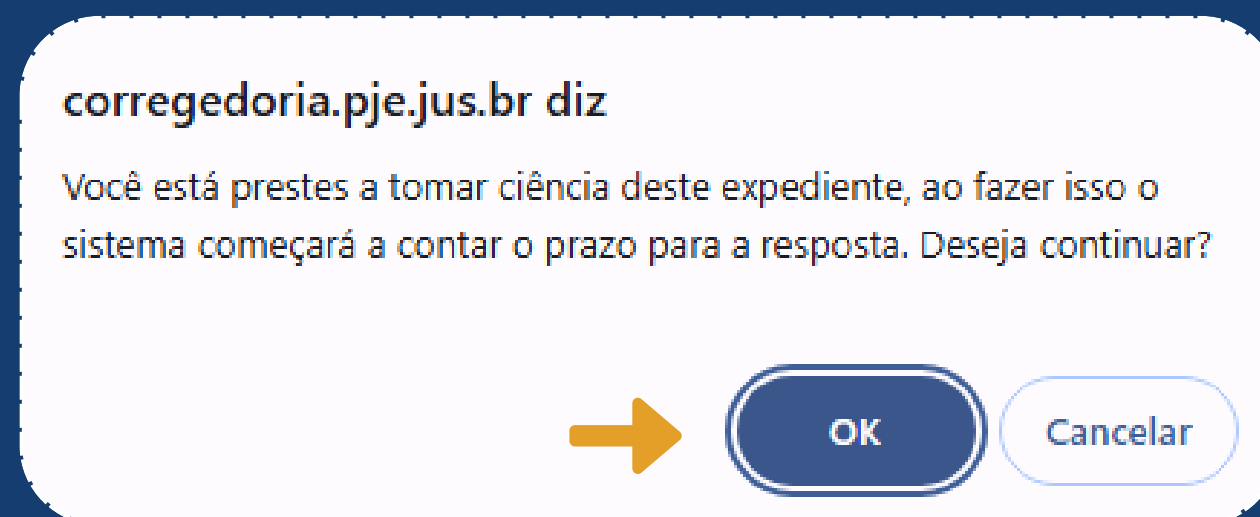 corregedoria.pje.jus.br diz
Você está prestes a tomar ciência deste expediente, ao fazer isso o
sistema começará a contar o prazo para a resposta. Deseja continuar?
OK
Cancelar